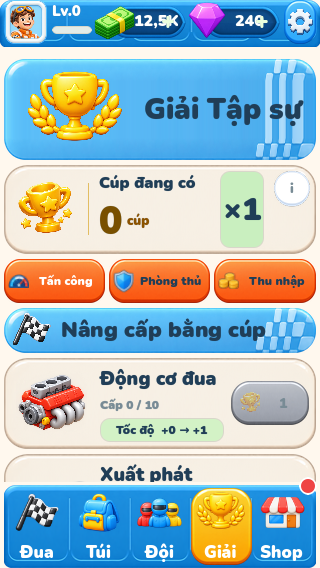 Lv.0
12,5K
240
Giải Tập sự
Cúp đang có
0 cúp
×1
i
Tấn công
Phòng thủ
Thu nhập
Nâng cấp bằng cúp
Động cơ đua
Cấp 0 / 10
1
Tốc độ +0 → +1
Xuất phát
Đua
Túi
Đội
Giải
Shop